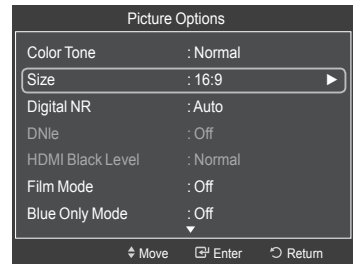 Picture Options
Color Tone : Normal
Size : 16:9
Digital NR : Auto
DNIe : Off
HDMI Black Level : Normal
Film Mode : Off
Blue Only Mode : Off
Move Enter Return